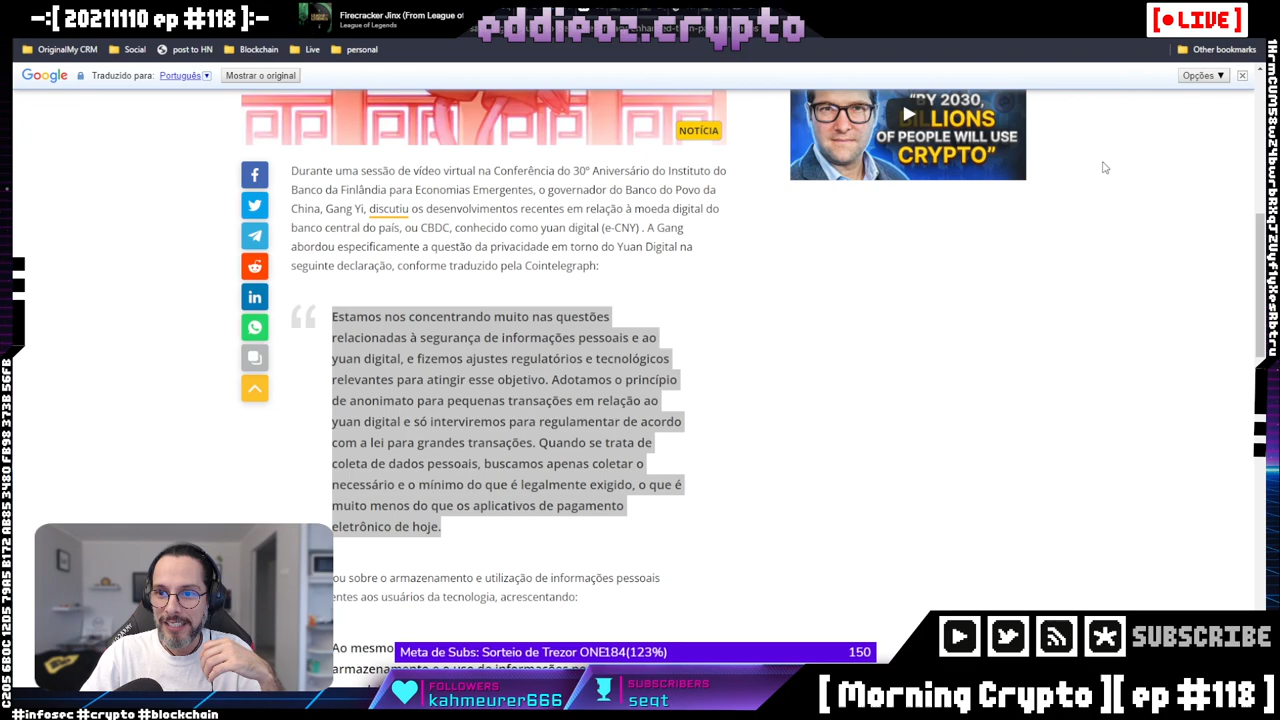 -:[ 20211110 ep #118 ]:-
Firecracker Jinx (From League of
League of Legends
eddieoz.crypto
[• LIVE ]
OriginalMy CRM
Social
post to HN
Blockchain
Live
personal
Other bookmarks
Google
Traduzido para: Português
Mostrar o original
Opções ▼
NOTÍCIA
"BY 2030,
BILLIONS
OF PEOPLE WILL USE
CRYPTO"
Durante uma sessão de vídeo virtual na Conferência do 30º Aniversário do Instituto do
Banco da Finlândia para Economias Emergentes, o governador do Banco do Povo da
China, Gang Yi, discutiu os desenvolvimentos recentes em relação à moeda digital do
banco central do país, ou CBDC, conhecido como yuan digital (e-CNY) . A Gang
abordou especificamente a questão da privacidade em torno do Yuan Digital na
seguinte declaração, conforme traduzido pela Cointelegraph:
Estamos nos concentrando muito nas questões
relacionadas à segurança de informações pessoais e ao
yuan digital, e fizemos ajustes regulatórios e tecnológicos
relevantes para atingir esse objetivo. Adotamos o princípio
de anonimato para pequenas transações em relação ao
yuan digital e só interviremos para regulamentar de acordo
com a lei para grandes transações. Quando se trata de
coleta de dados pessoais, buscamos apenas coletar o
necessário e o mínimo do que é legalmente exigido, o que é
muito menos do que os aplicativos de pagamento
eletrônico de hoje.
ou sobre o armazenamento e utilização de informações pessoais
entes aos usuários da tecnologia, acrescentando:
Ao mesmo
Meta de Subs: Sorteio de Trezor ONE184(123%)
150
FOLLOWERS
kahmeurer666
SUBSCRIBERS
seqt
SUBSCRIBE
[ Morning Crypto ][ ep #118 ]
#infosec #crypto #blockchain